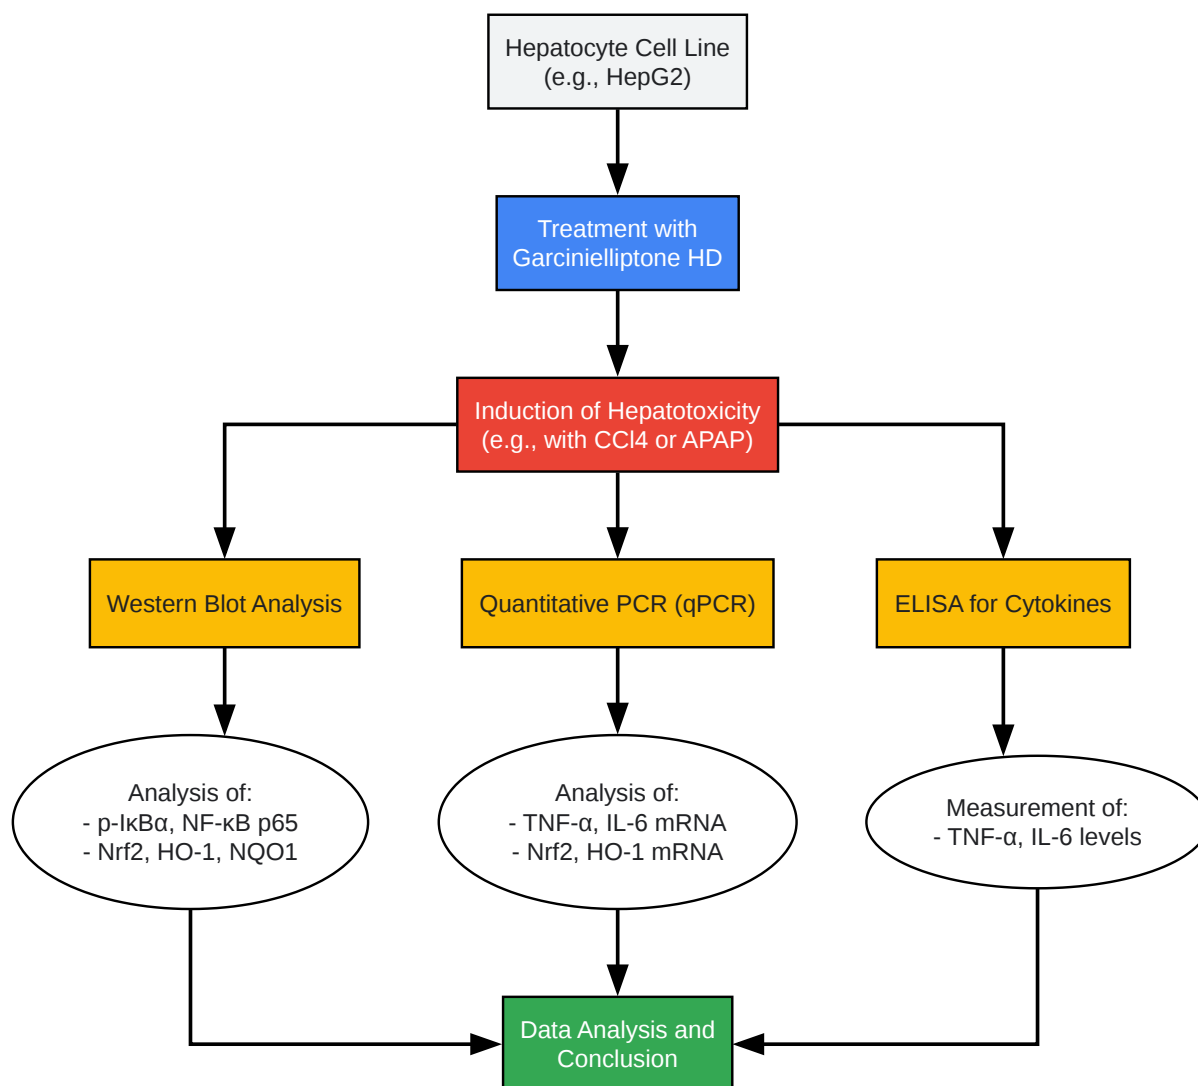 Hepatocyte Cell Line
(e.g., HepG2)
Treatment with
Garcinielliptone HD
Induction of Hepatotoxicity
(e.g., with CCl4 or APAP)
Western Blot Analysis
Quantitative PCR (qPCR)
ELISA for Cytokines
Analysis of:
- p-IκBα, NF-κB p65
- Nrf2, HO-1, NQO1
Analysis of:
- TNF-α, IL-6 mRNA
- Nrf2, HO-1 mRNA
Measurement of:
- TNF-α, IL-6 levels
Data Analysis and
Conclusion